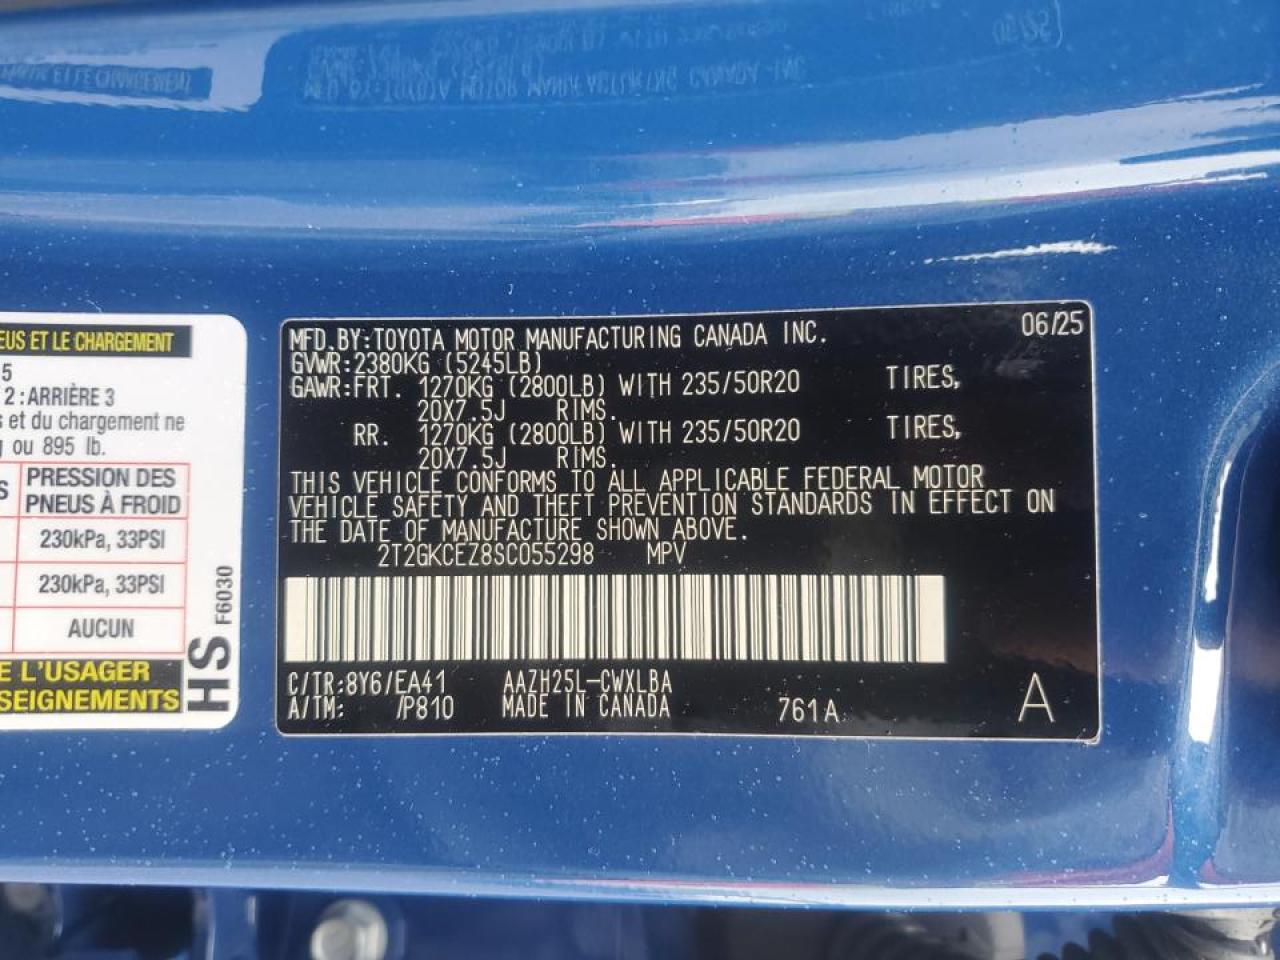 EUS ET LE CHARGEMENT
5
2 : ARRIÈRE 3
s et du chargement ne
g ou 895 lb.
S PRESSION DES
PNEUS À FROID
230kPa, 33PSI
230kPa, 33PSI
AUCUN
E L'USAGER
SEIGNEMENTS
HS F6030
MFD.BY:TOYOTA MOTOR MANUFACTURING CANADA INC. 06/25
GVWR:2380KG (5245LB)
GAWR:FRT. 1270KG (2800LB) WITH 235/50R20 TIRES,
20X7.5J RIMS.
RR. 1270KG (2800LB) WITH 235/50R20 TIRES,
20X7.5J RIMS.
THIS VEHICLE CONFORMS TO ALL APPLICABLE FEDERAL MOTOR
VEHICLE SAFETY AND THEFT PREVENTION STANDARDS IN EFFECT ON
THE DATE OF MANUFACTURE SHOWN ABOVE.
2T2GKCEZ8SC055298 MPV
C/TR:8Y6/EA41 AAZH25L-CWXLBA
A/TM: /P810 MADE IN CANADA 761A A